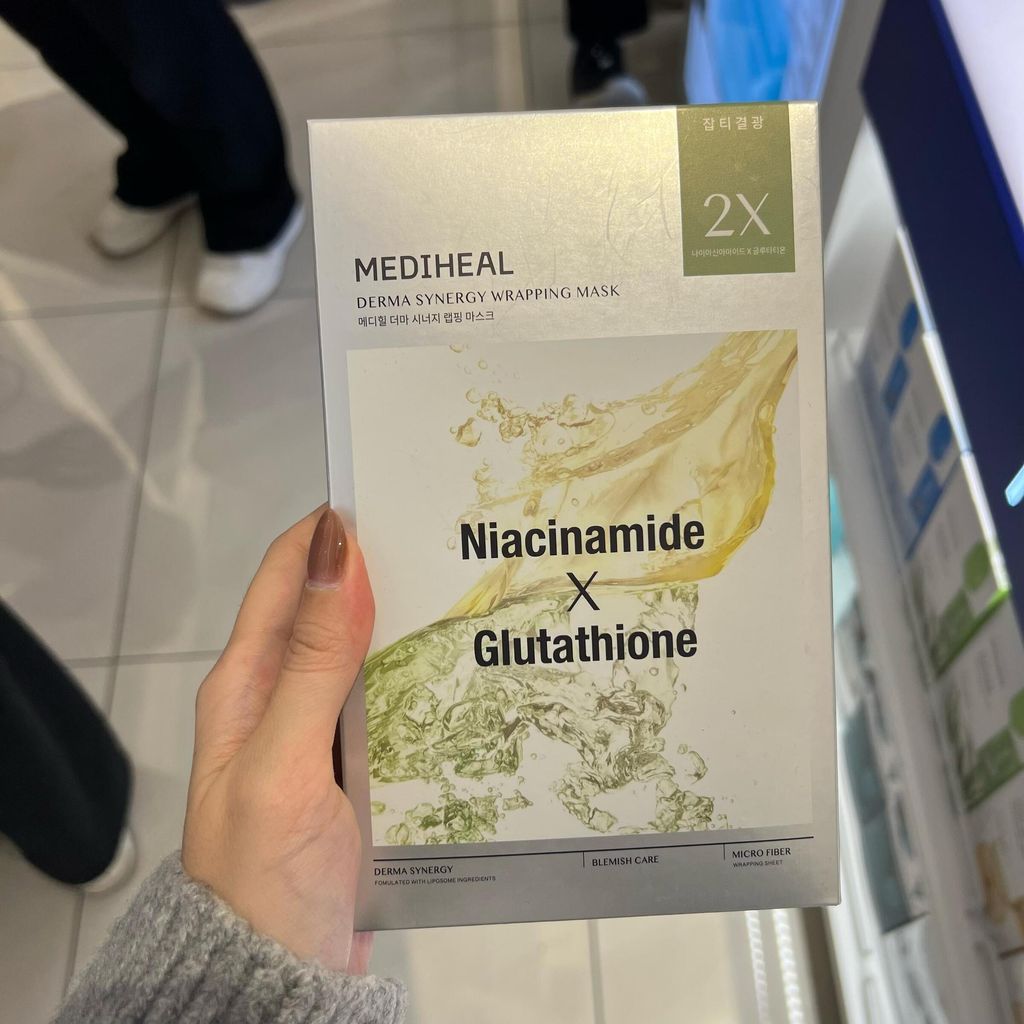 잡티결광
2X
나이아신아마이드 X 글루타티온
MEDIHEAL
DERMA SYNERGY WRAPPING MASK
메디힐 더마 시너지 랩핑 마스크
Niacinamide
X
Glutathione
DERMA SYNERGY
FOMULATED WITH LIPOSOME INGREDIENTS
BLEMISH CARE
MICRO FIBER
WRAPPING SHEET